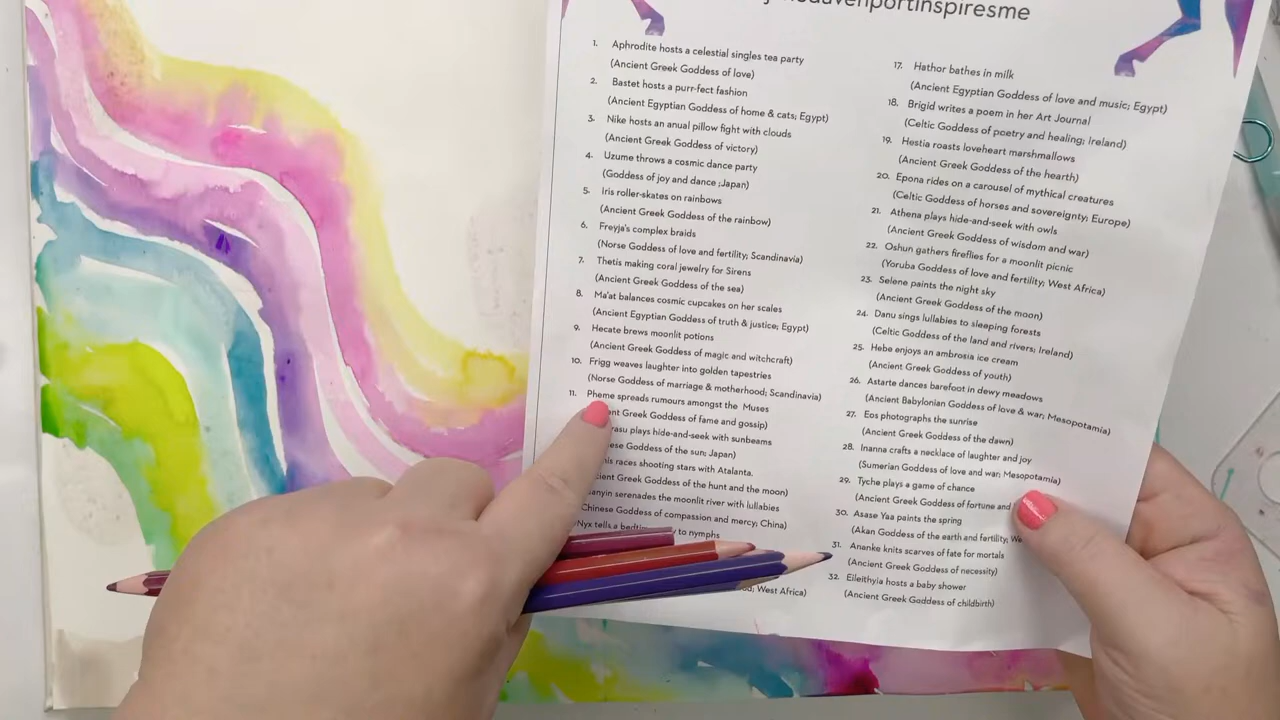 davenportinspiresme
1. Aphrodite hosts a celestial singles tea party
(Ancient Greek Goddess of love)
2. Bastet hosts a purr-fect fashion
(Ancient Egyptian Goddess of home & cats; Egypt)
3. Nike hosts an anual pillow fight with clouds
(Ancient Greek Goddess of victory)
4. Uzume throws a cosmic dance party
(Goddess of joy and dance ;Japan)
5. Iris roller-skates on rainbows
(Ancient Greek Goddess of the rainbow)
6. Freyja's complex braids
(Norse Goddess of love and fertility; Scandinavia)
7. Thetis making coral jewelry for Sirens
(Ancient Greek Goddess of the sea)
8. Ma'at balances cosmic cupcakes on her scales
(Ancient Egyptian Goddess of truth & justice; Egypt)
9. Hecate brews moonlit potions
(Ancient Greek Goddess of magic and witchcraft)
10. Frigg weaves laughter into golden tapestries
(Norse Goddess of marriage & motherhood; Scandinavia)
11. Pheme spreads rumours amongst the Muses
Greek Goddess of fame and gossip)
plays hide-and-seek with sunbeams
Goddess of the sun; Japan)
races shooting stars with Atalanta.
Greek Goddess of the hunt and the moon)
serenades the moonlit river with lullabies
Chinese Goddess of compassion and mercy; China)
Nyx tells a to nymphs
West Africa)
17. Hathor bathes in milk
(Ancient Egyptian Goddess of love and music; Egypt)
18. Brigid writes a poem in her Art Journal
(Celtic Goddess of poetry and healing; Ireland)
19. Hestia roasts loveheart marshmallows
(Ancient Greek Goddess of the hearth)
20. Epona rides on a carousel of mythical creatures
(Celtic Goddess of horses and sovereignty; Europe)
21. Athena plays hide-and-seek with owls
(Ancient Greek Goddess of wisdom and war)
22. Oshun gathers fireflies for a moonlit picnic
(Yoruba Goddess of love and fertility; West Africa)
23. Selene paints the night sky
(Ancient Greek Goddess of the moon)
24. Danu sings lullabies to sleeping forests
(Celtic Goddess of the land and rivers; Ireland)
25. Hebe enjoys an ambrosia ice cream
(Ancient Greek Goddess of youth)
26. Astarte dances barefoot in dewy meadows
(Ancient Babylonian Goddess of love & war; Mesopotamia)
27. Eos photographs the sunrise
(Ancient Greek Goddess of the dawn)
28. Inanna crafts a necklace of laughter and joy
(Sumerian Goddess of love and war; Mesopotamia)
29. Tyche plays a game of chance
(Ancient Greek Goddess of fortune and
30. Asase Yaa paints the spring
(Akan Goddess of the earth and fertility;
31. Ananke knits scarves of fate for mortals
(Ancient Greek Goddess of necessity)
32. Eileithyia hosts a baby shower
(Ancient Greek Goddess of childbirth)